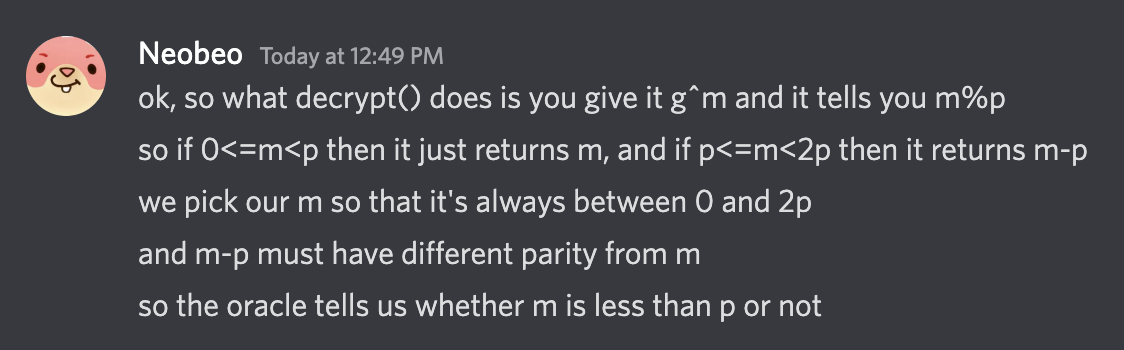 Neobeo Today at 12:49 PM
ok, so what decrypt() does is you give it g^m and it tells you m%p
so if 0<=m<p then it just returns m, and if p<=m<2p then it returns m-p
we pick our m so that it's always between 0 and 2p
and m-p must have different parity from m
so the oracle tells us whether m is less than p or not